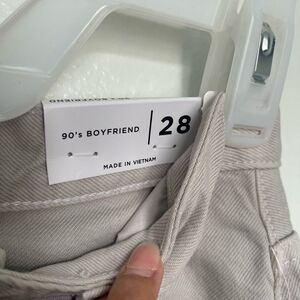 90's BOYFRIEND | 28
MADE IN VIETNAM